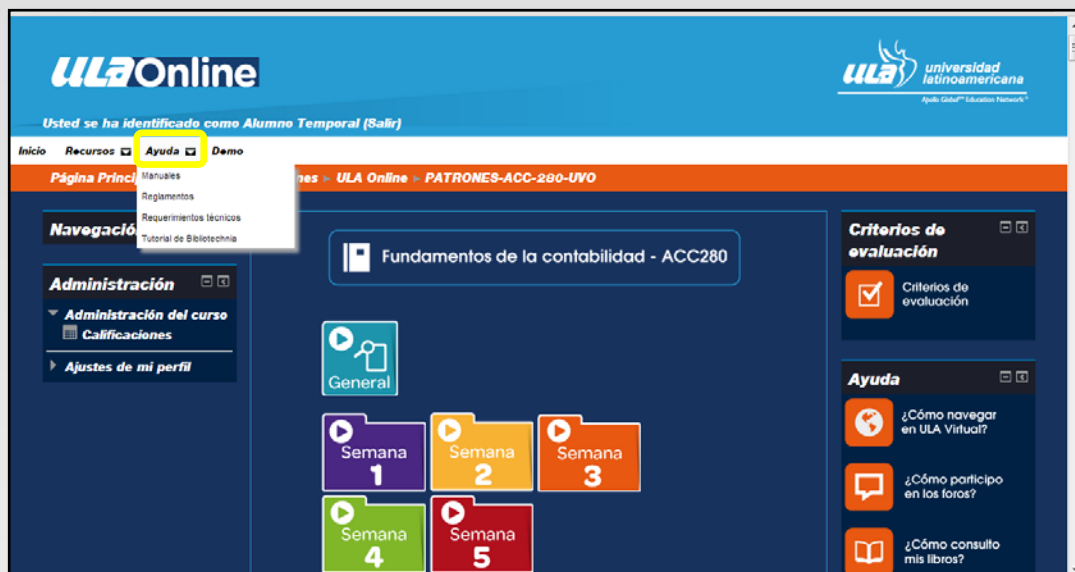 ULAOnline
ula universidad latinoamericana
Apollo Global™ Education Network®
Usted se ha identificado como Alumno Temporal (Salir)
Inicio Recursos Ayuda Demo
Página Princi nes ► ULA Online ► PATRONES-ACC-280-UVO
Manuales
Reglamentos
Requerimientos técnicos
Tutorial de Bibliotechnia
Navegació
Administración
Administración del curso
Calificaciones
Ajustes de mi perfil
Fundamentos de la contabilidad - ACC280
General
Semana
1
Semana
2
Semana
3
Semana
4
Semana
5
Criterios de
evaluación
Criterios de
evaluación
Ayuda
¿Cómo navegar
en ULA Virtual?
¿Cómo participo
en los foros?
¿Cómo consulto
mis libros?